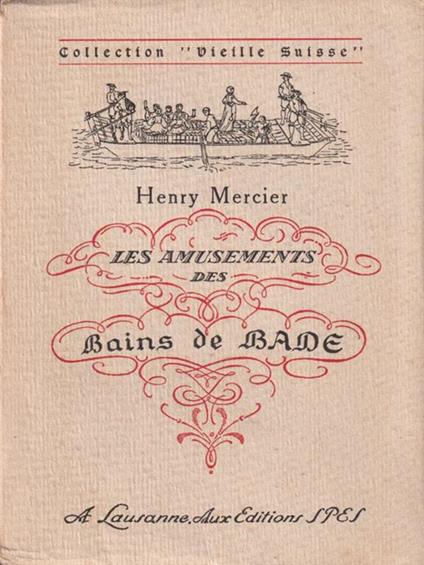 Collection "Vieille Suisse"
Henry Mercier
LES AMUSEMENTS
DES
Bains de BADE
A Lausanne, Aux Editions SPES